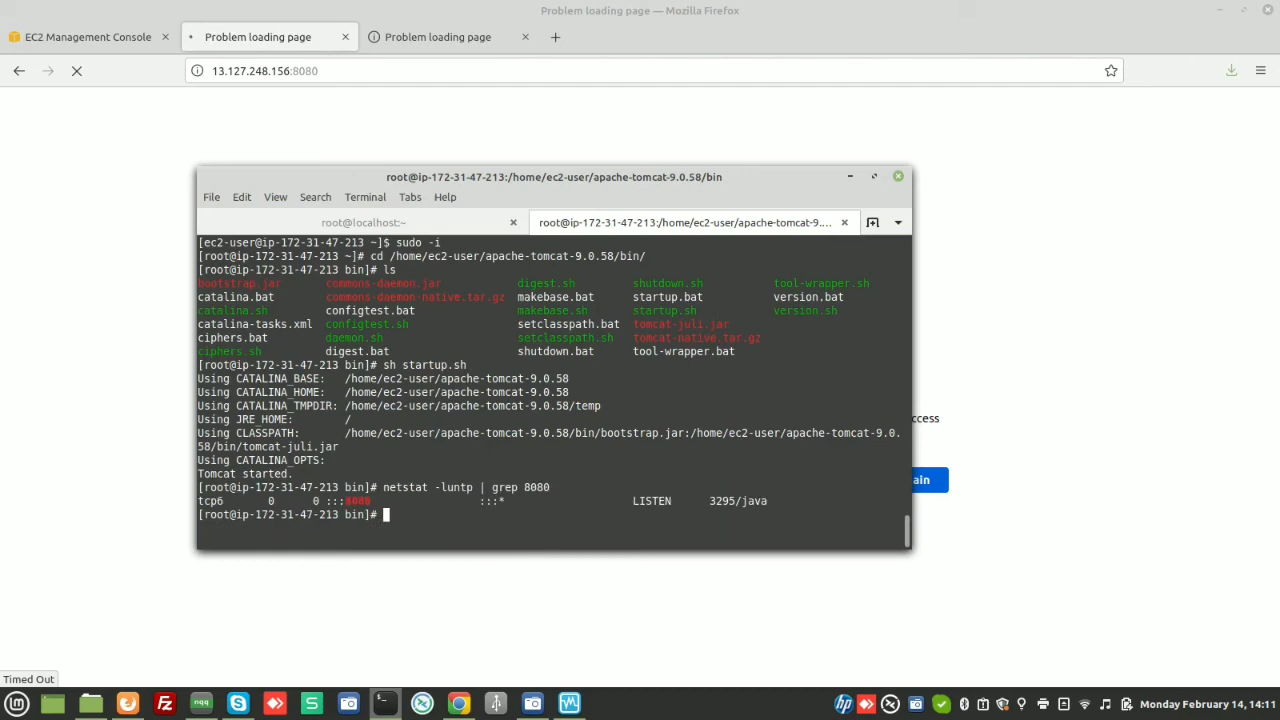 Problem loading page — Mozilla Firefox
EC2 Management Console
Problem loading page
Problem loading page
13.127.248.156:8080
root@ip-172-31-47-213:/home/ec2-user/apache-tomcat-9.0.58/bin
File Edit View Search Terminal Tabs Help
root@localhost:~
root@ip-172-31-47-213:/home/ec2-user/apache-tomcat-9....
[ec2-user@ip-172-31-47-213 ~]$ sudo -i
[root@ip-172-31-47-213 ~]# cd /home/ec2-user/apache-tomcat-9.0.58/bin/
[root@ip-172-31-47-213 bin]# ls
bootstrap.jar commons-daemon.jar digest.sh shutdown.sh tool-wrapper.sh
catalina.bat commons-daemon-native.tar.gz makebase.bat startup.bat version.bat
catalina.sh configtest.bat makebase.sh startup.sh version.sh
catalina-tasks.xml configtest.sh setclasspath.bat tomcat-juli.jar
ciphers.bat daemon.sh setclasspath.sh tomcat-native.tar.gz
ciphers.sh digest.bat shutdown.bat tool-wrapper.bat
[root@ip-172-31-47-213 bin]# sh startup.sh
Using CATALINA_BASE: /home/ec2-user/apache-tomcat-9.0.58
Using CATALINA_HOME: /home/ec2-user/apache-tomcat-9.0.58
Using CATALINA_TMPDIR: /home/ec2-user/apache-tomcat-9.0.58/temp
Using JRE_HOME: /
Using CLASSPATH: /home/ec2-user/apache-tomcat-9.0.58/bin/bootstrap.jar:/home/ec2-user/apache-tomcat-9.0.
58/bin/tomcat-juli.jar
Using CATALINA_OPTS:
Tomcat started.
[root@ip-172-31-47-213 bin]# netstat -luntp | grep 8080
tcp6 0 0 :::8080 :::* LISTEN 3295/java
[root@ip-172-31-47-213 bin]#
ccess
ain
Timed Out
nqq
Monday February 14, 14:11